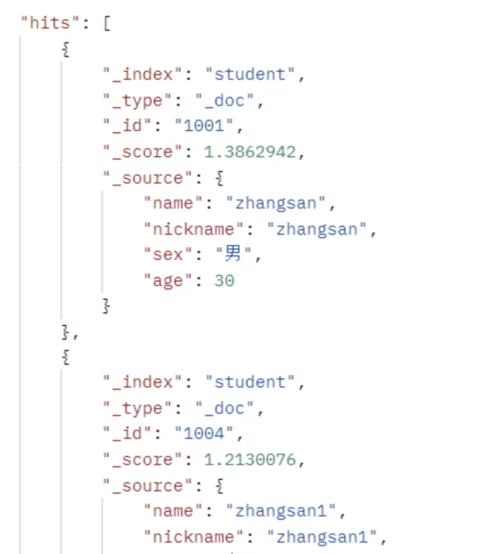 "hits": [
{
"_index": "student",
"_type": "_doc",
"_id": "1001",
"_score": 1.3862942,
"_source": {
"name": "zhangsan",
"nickname": "zhangsan",
"sex": "男",
"age": 30
}
},
{
"_index": "student",
"_type": "_doc",
"_id": "1004",
"_score": 1.2130076,
"_source": {
"name": "zhangsan1",
"nickname": "zhangsan1",